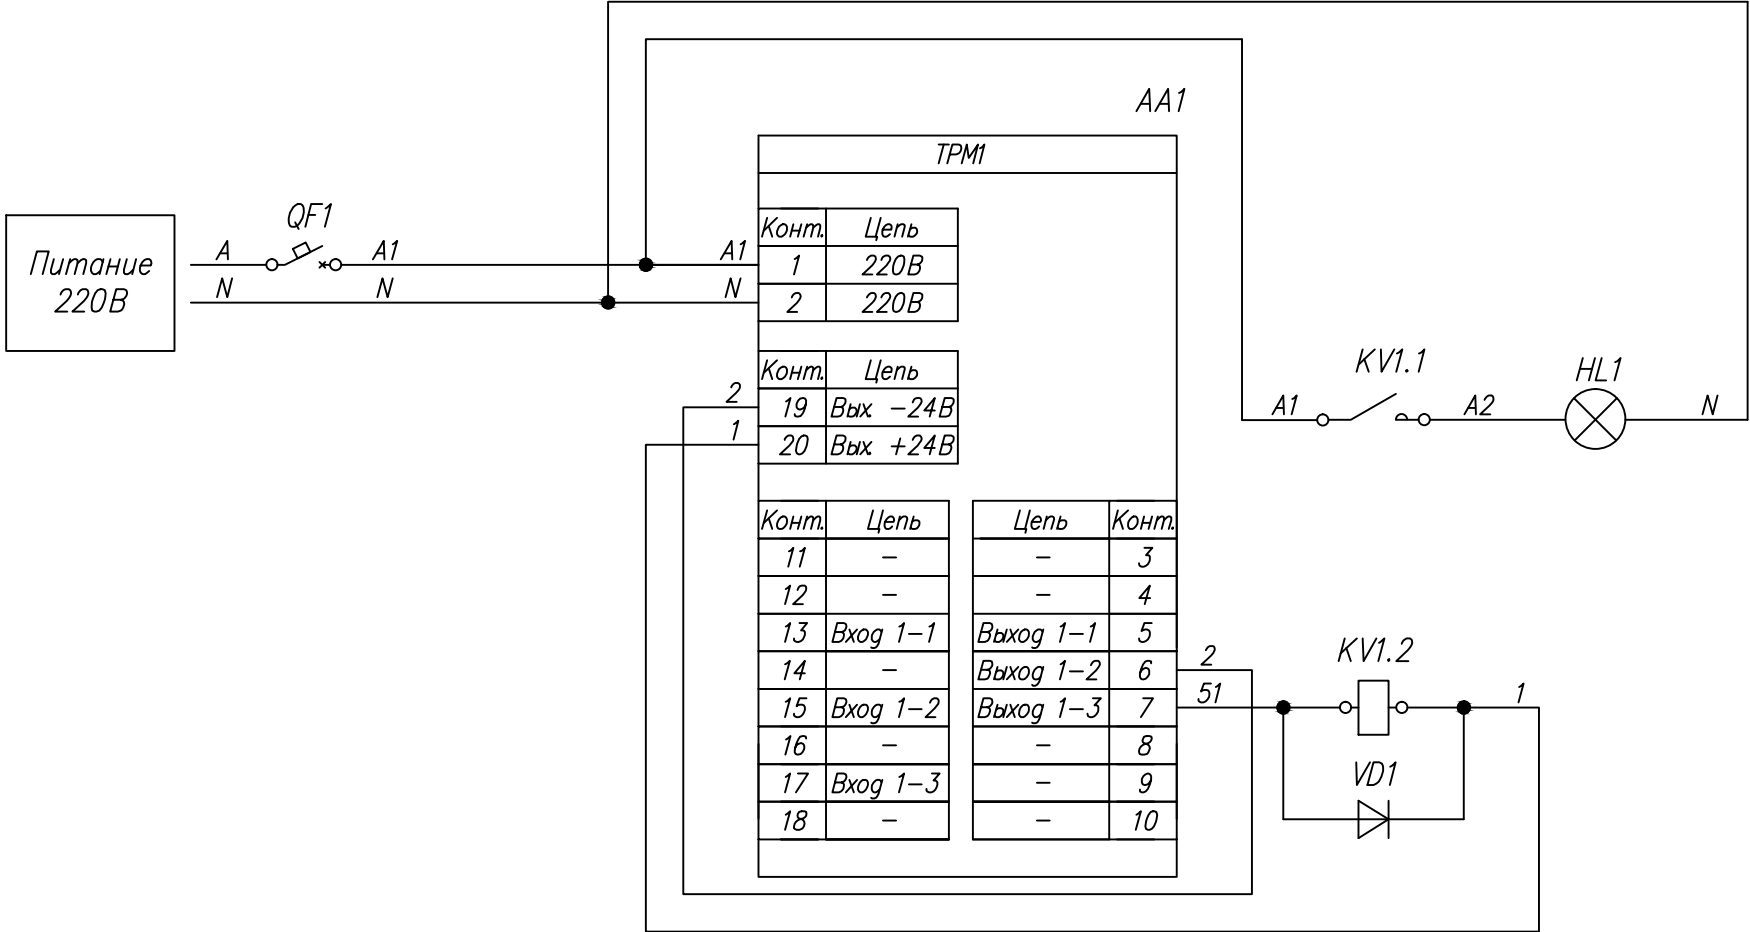 AA1
ТРМ1
QF1
Питание
220В
A A1 A1
N N N
Конт. Цепь
1 220В
2 220В
Конт. Цепь
2 19 Вых. -24В
1 20 Вых. +24В
KV1.1 HL1
A1 A2 N
Конт. Цепь Цепь Конт.
11 - - 3
12 - - 4
13 Вход 1-1 Выход 1-1 5
14 - Выход 1-2 6 2
15 Вход 1-2 Выход 1-3 7 51
16 - - 8
17 Вход 1-3 - 9
18 - - 10
KV1.2
1
VD1